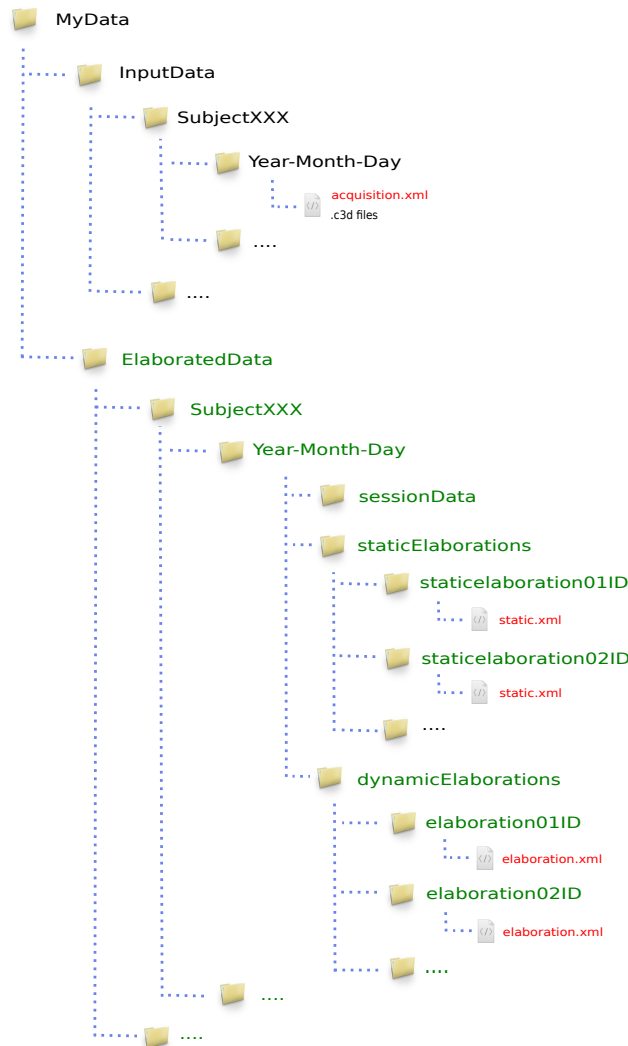 MyData
InputData
SubjectXXX
Year-Month-Day
acquisition.xml
.c3d files
....
....
ElaboratedData
SubjectXXX
Year-Month-Day
sessionData
staticElaborations
staticelaboration01ID
static.xml
staticelaboration02ID
static.xml
....
dynamicElaborations
elaboration01ID
elaboration.xml
elaboration02ID
elaboration.xml
....
....
....